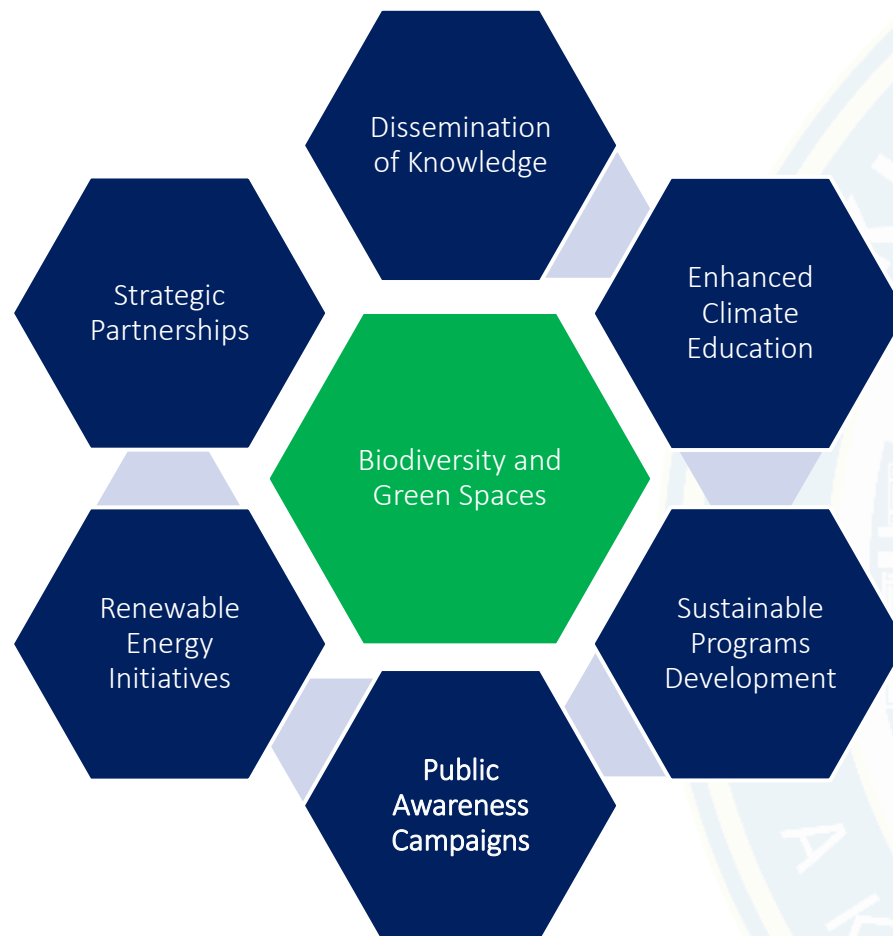 Dissemination
of Knowledge
Enhanced
Climate
Education
Strategic
Partnerships
Biodiversity and
Green Spaces
Renewable
Energy
Initiatives
Sustainable
Programs
Development
Public
Awareness
Campaigns
A
K